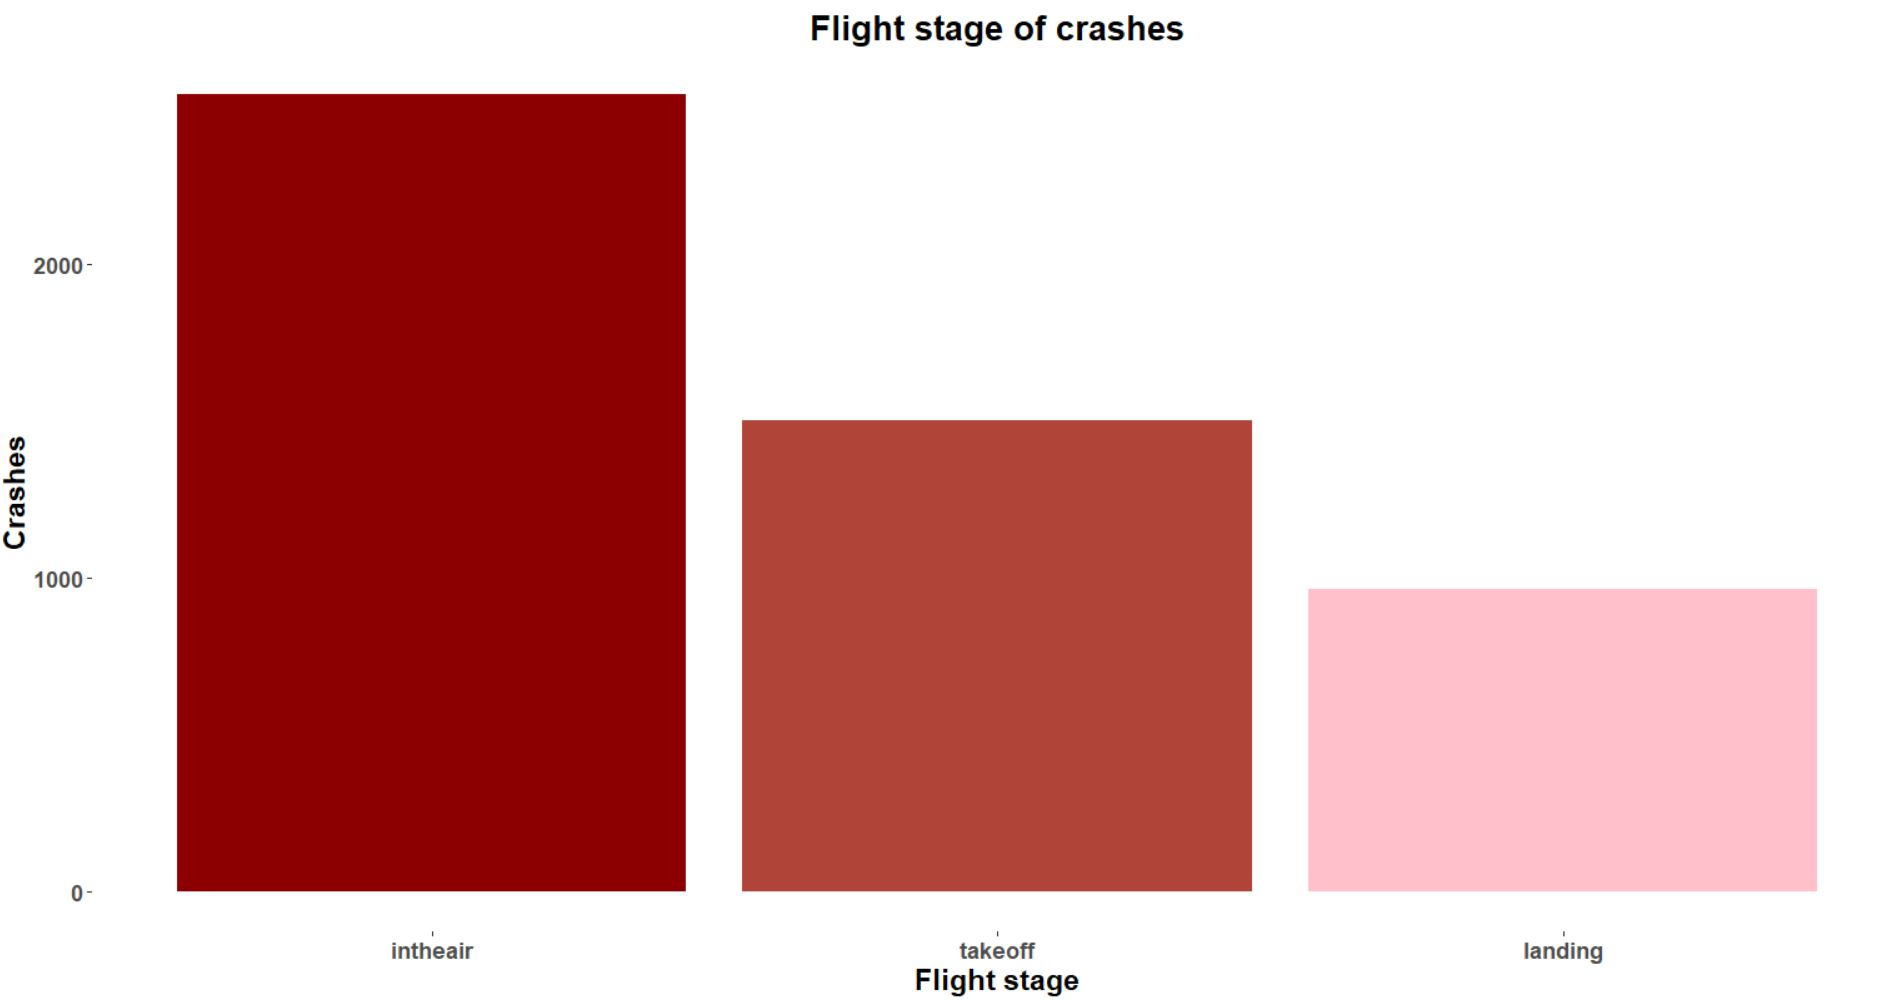 Flight stage of crashes
Crashes
2000
1000
0
intheair
takeoff
landing
Flight stage